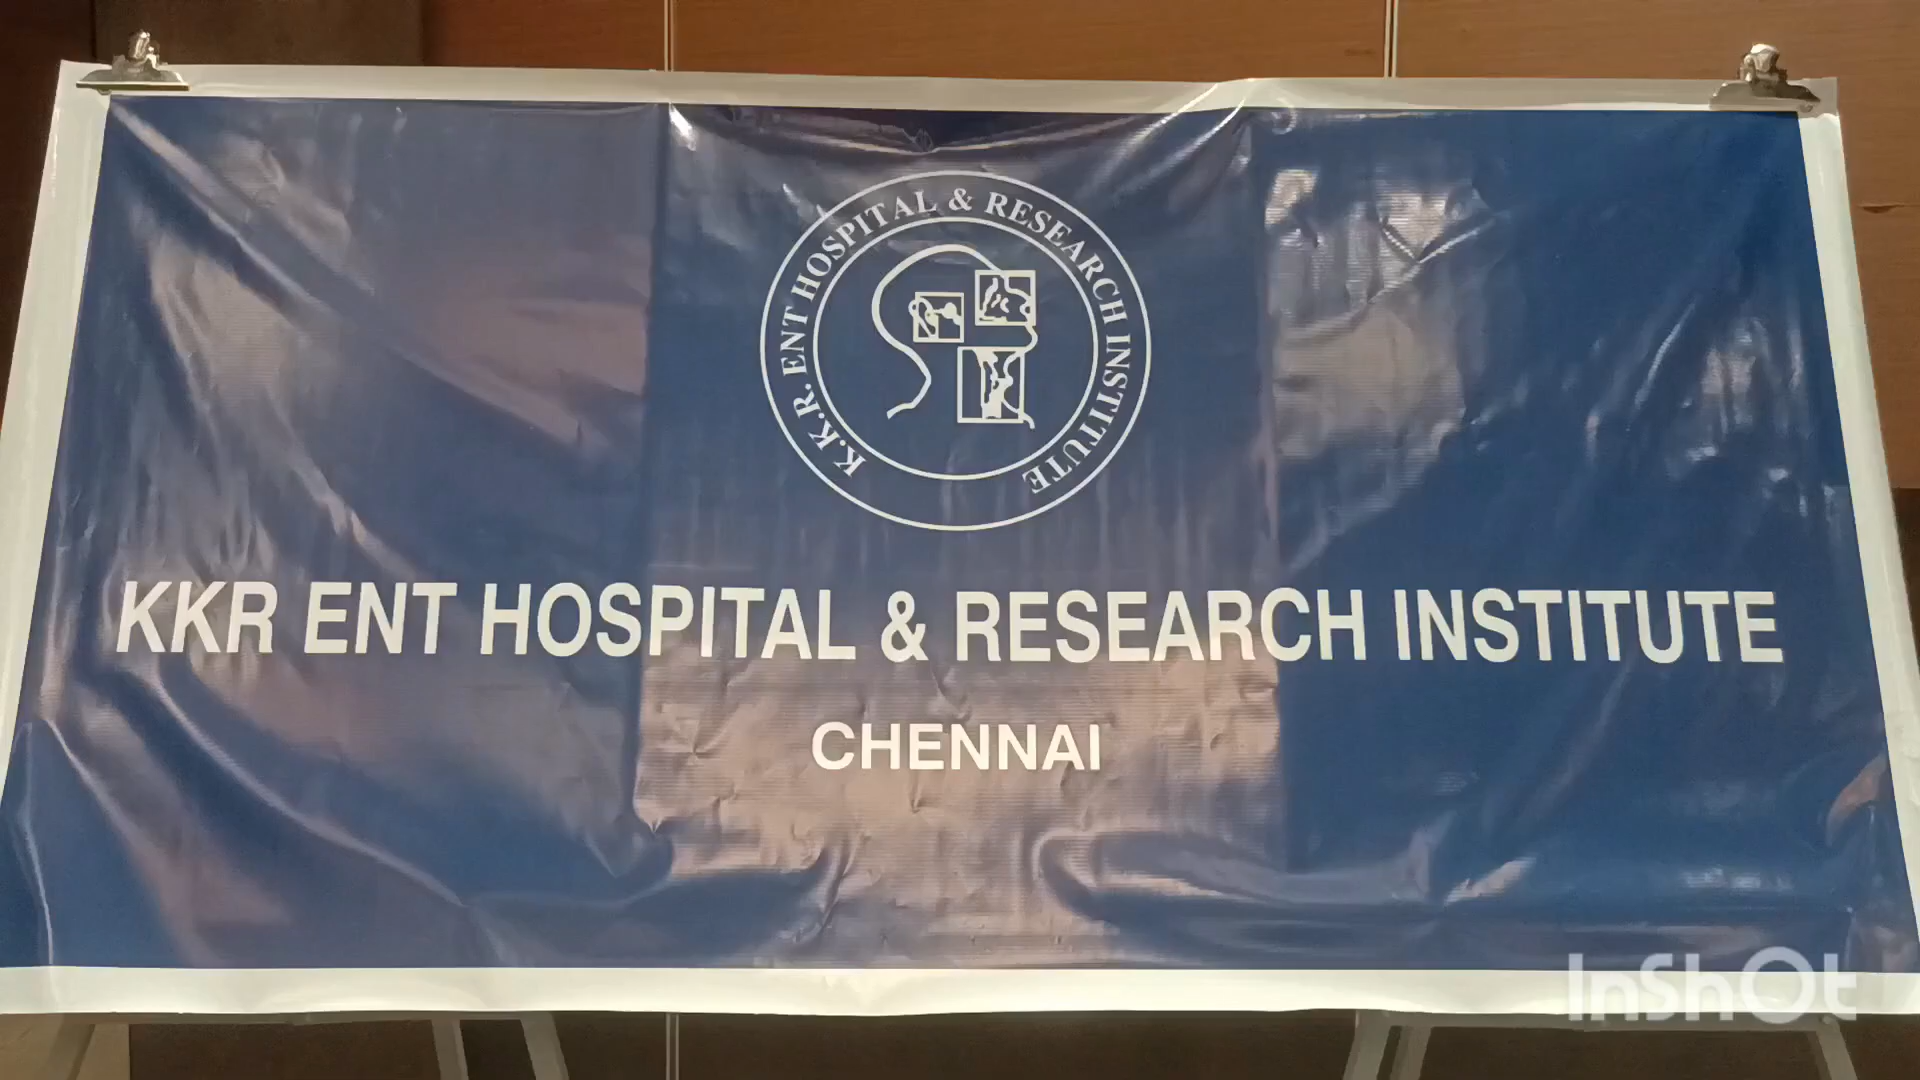 K.K.R. ENT HOSPITAL & RESEARCH INSTITUTE
KKR ENT HOSPITAL & RESEARCH INSTITUTE
CHENNAI
InShOt